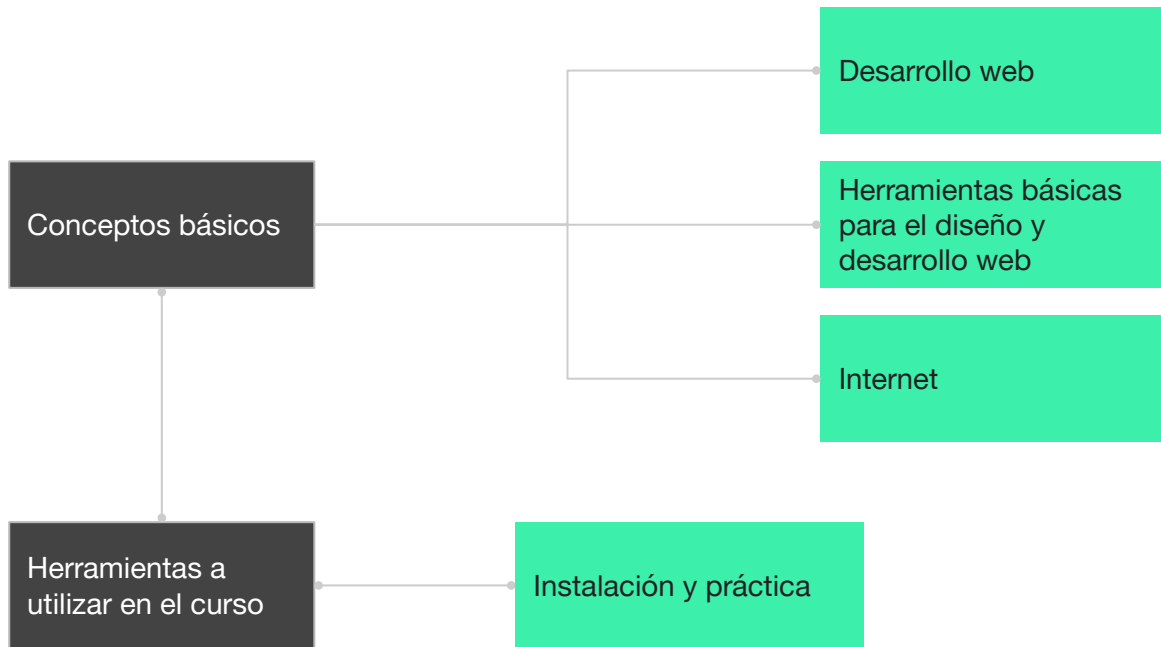 Desarrollo web
Conceptos básicos
Herramientas básicas
para el diseño y
desarrollo web
Internet
Herramientas a
utilizar en el curso
Instalación y práctica